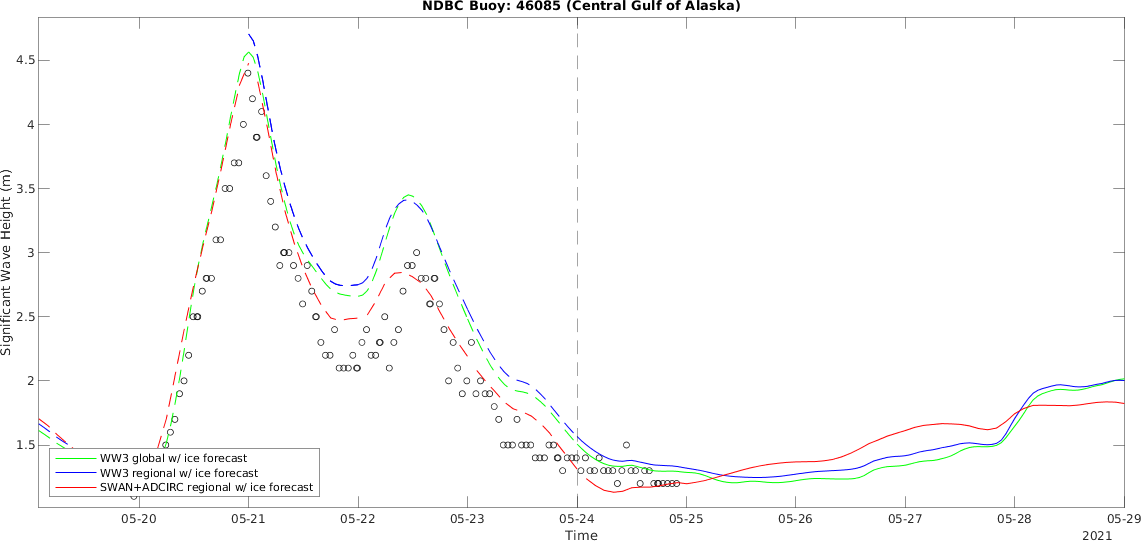 NDBC Buoy: 46085 (Central Gulf of Alaska)
Significant Wave Height (m)
4.5
4
3.5
3
2.5
2
1.5
WW3 global w/ ice forecast
WW3 regional w/ ice forecast
SWAN+ADCIRC regional w/ ice forecast
05-20 05-21 05-22 05-23 05-24 05-25 05-26 05-27 05-28 05-29
Time
2021